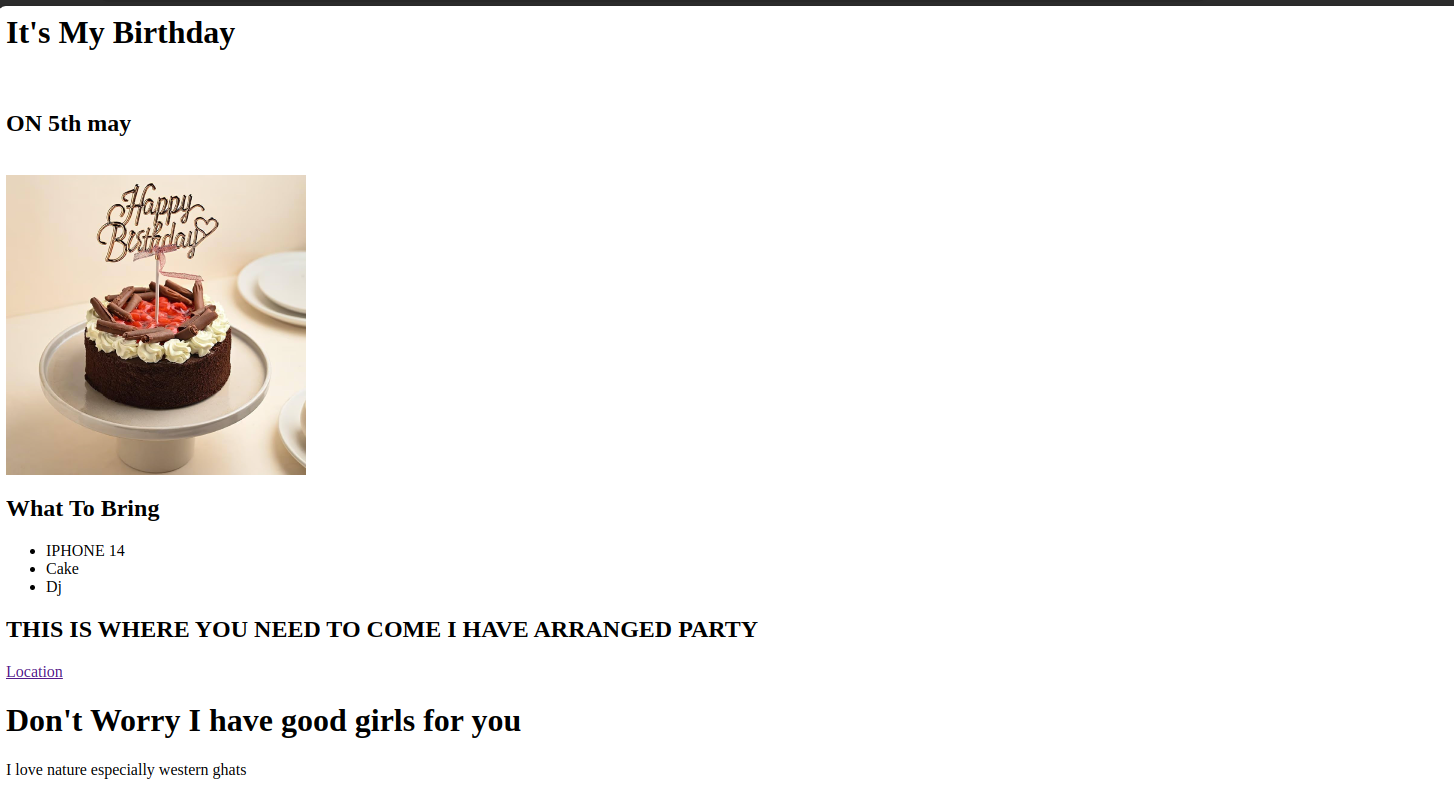 It's My Birthday
ON 5th may
Happy
Birthday
What To Bring
IPHONE 14
Cake
Dj
THIS IS WHERE YOU NEED TO COME I HAVE ARRANGED PARTY
Location
Don't Worry I have good girls for you
I love nature especially western ghats